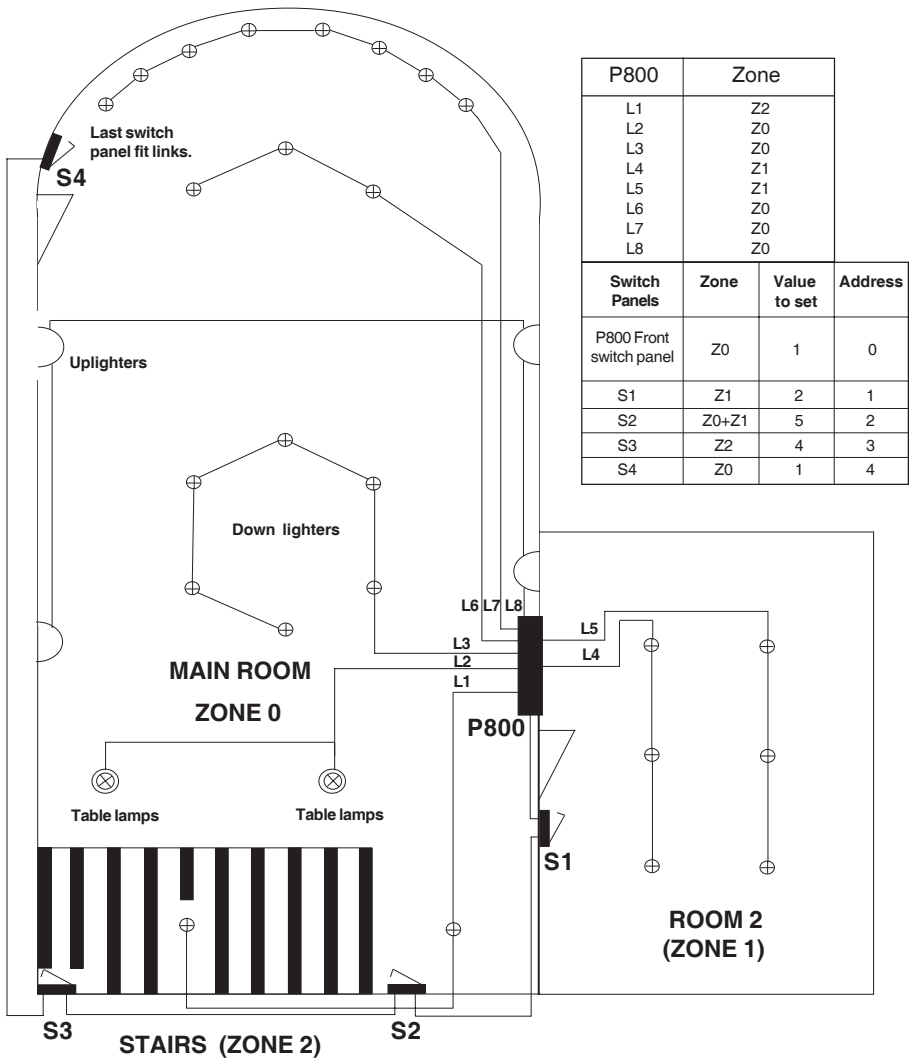 Last switch
panel fit links.
S4
Uplighters
Down lighters
L6 L7 L8
L5
L4
L3
L2
L1
MAIN ROOM
ZONE 0
P800
Table lamps
Table lamps
S1
ROOM 2
(ZONE 1)
S3
S2
STAIRS (ZONE 2)
P800 Zone
L1 Z2
L2 Z0
L3 Z0
L4 Z1
L5 Z1
L6 Z0
L7 Z0
L8 Z0
Switch Panels Zone Value to set Address
P800 Front switch panel Z0 1 0
S1 Z1 2 1
S2 Z0+Z1 5 2
S3 Z2 4 3
S4 Z0 1 4